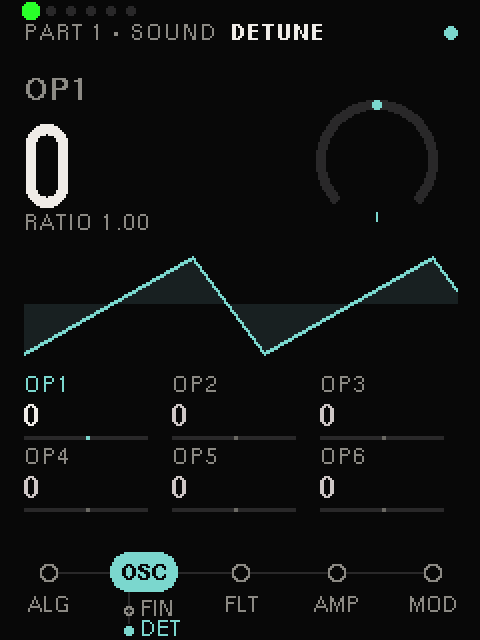 PART 1 · SOUND DETUNE
OP1
0
RATIO 1.00
OP1 OP2 OP3
0 0 0
OP4 OP5 OP6
0 0 0
OSC
ALG FLT AMP MOD
FIN
DET